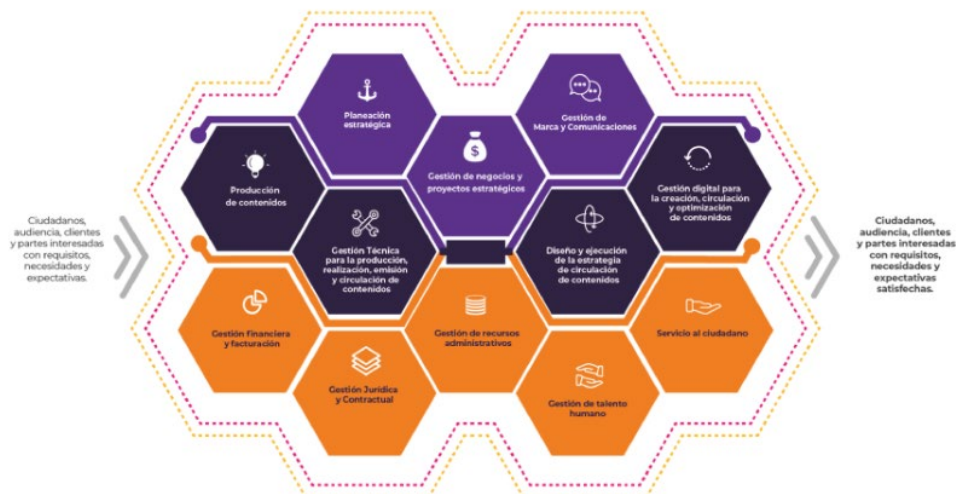 Planeación
estratégica
Gestión de
Marca y Comunicaciones
$
Gestión de negocios y
proyectos estratégicos
Producción
de contenidos
Gestión Técnica
para la producción,
realización, emisión
y circulación de
contenidos
Diseño y ejecución
de la estrategia
de circulación
de contenidos
Gestión digital para
la creación, circulación
y optimización
de contenidos
Ciudadanos,
audiencia, clientes
y partes interesadas
con requisitos,
necesidades y
expectativas.
Ciudadanos,
audiencia, clientes
y partes interesadas
con requisitos,
necesidades y
expectativas
satisfechas.
Gestión financiera
y facturación
Gestión Jurídica
y Contractual
Gestión de recursos
administrativos
Gestión de talento
humano
Servicio al ciudadano